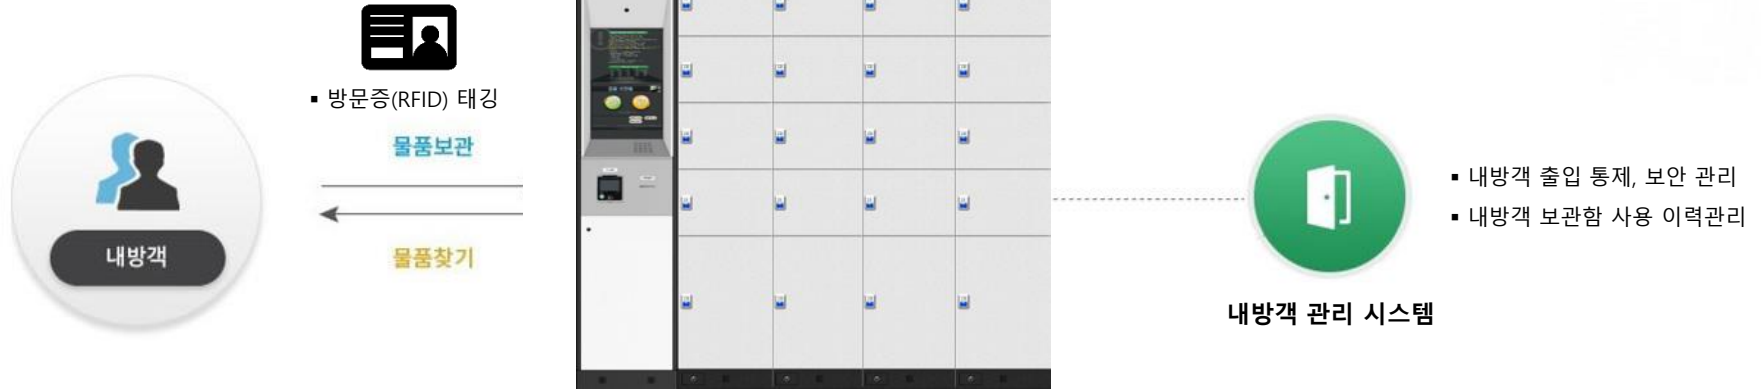 ▪ 방문증(RFID) 태깅
물품보관
내방객
물품찾기
▪ 내방객 출입 통제, 보안 관리
▪ 내방객 보관함 사용 이력관리
내방객 관리 시스템